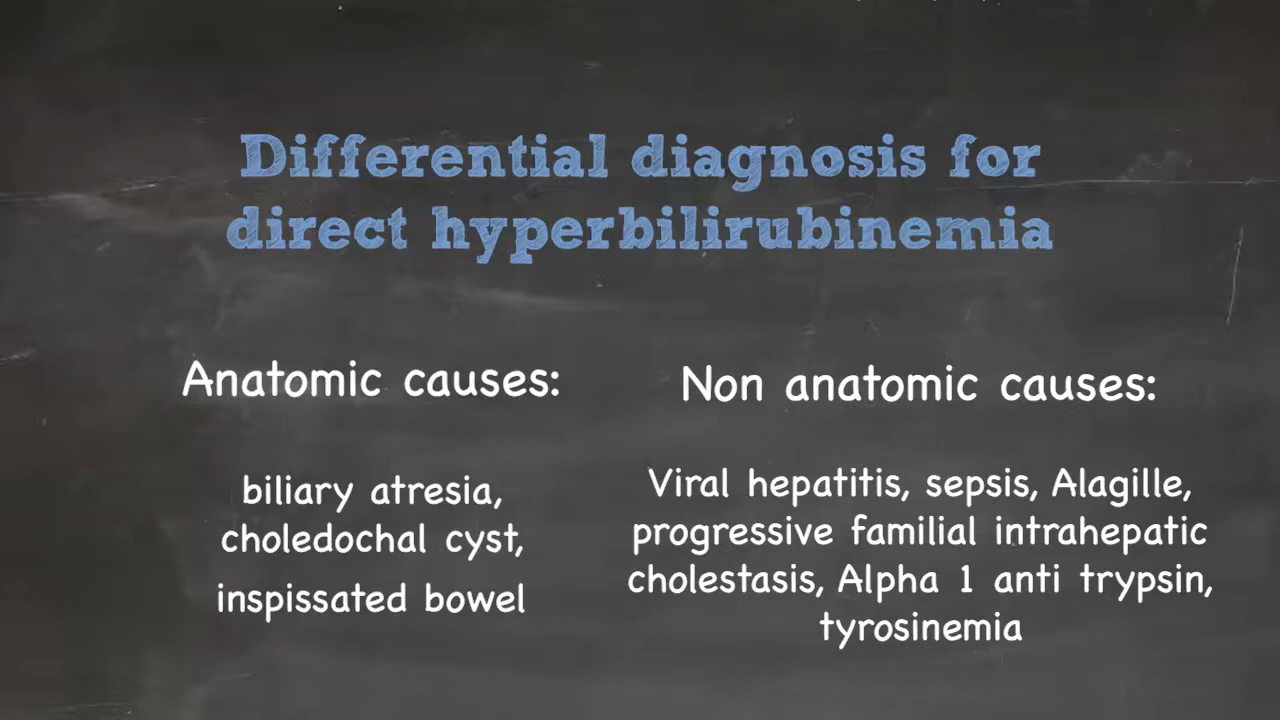 Differential diagnosis for
direct hyperbilirubinemia
Anatomic causes:
biliary atresia,
choledochal cyst,
inspissated bowel
Non anatomic causes:
Viral hepatitis, sepsis, Alagille,
progressive familial intrahepatic
cholestasis, Alpha 1 anti trypsin,
tyrosinemia